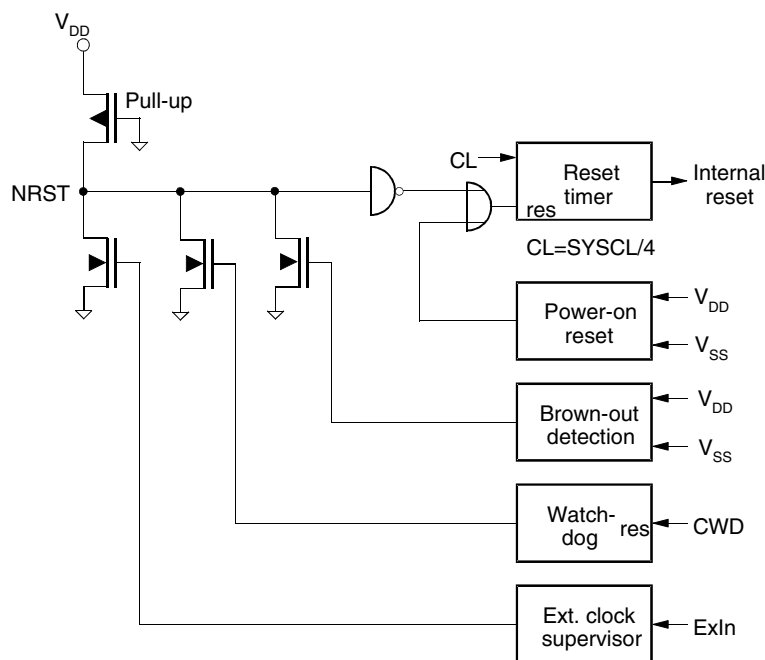 VDD
Pull-up
NRST
CL
Reset
timer
res
Internal
reset
CL=SYSCL/4
Power-on
reset
VDD
VSS
Brown-out
detection
VDD
VSS
Watch-
dog
res
CWD
Ext. clock
supervisor
ExIn